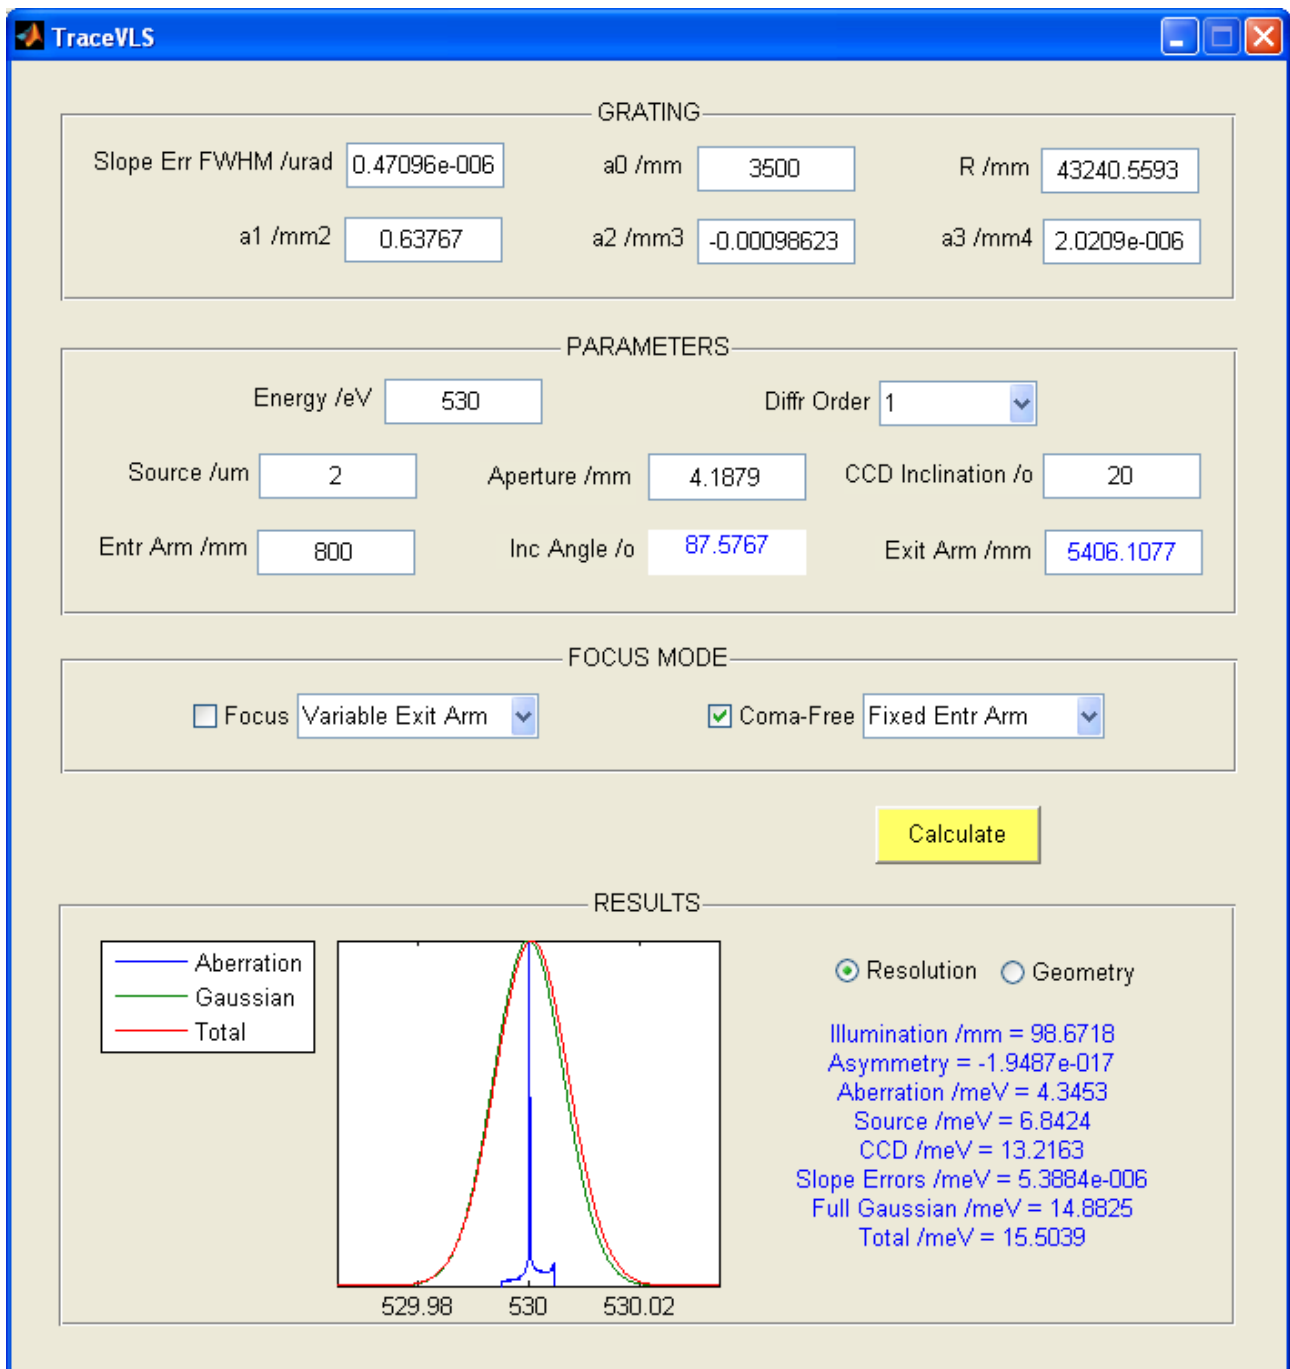 TraceVLS
GRATING
Slope Err FWHM /urad 0.47096e-006 a0 /mm 3500 R /mm 43240.5593
a1 /mm2 0.63767 a2 /mm3 -0.00098623 a3 /mm4 2.0209e-006
PARAMETERS
Energy /eV 530 Diffr Order 1
Source /um 2 Aperture /mm 4.1879 CCD Inclination /o 20
Entr Arm /mm 800 Inc Angle /o 87.5767 Exit Arm /mm 5406.1077
FOCUS MODE
Focus Variable Exit Arm Coma-Free Fixed Entr Arm
Calculate
RESULTS
Aberration
Gaussian
Total
529.98 530 530.02
Resolution Geometry
Illumination /mm = 98.6718
Asymmetry = -1.9487e-017
Aberration /meV = 4.3453
Source /meV = 6.8424
CCD /meV = 13.2163
Slope Errors /meV = 5.3884e-006
Full Gaussian /meV = 14.8825
Total /meV = 15.5039